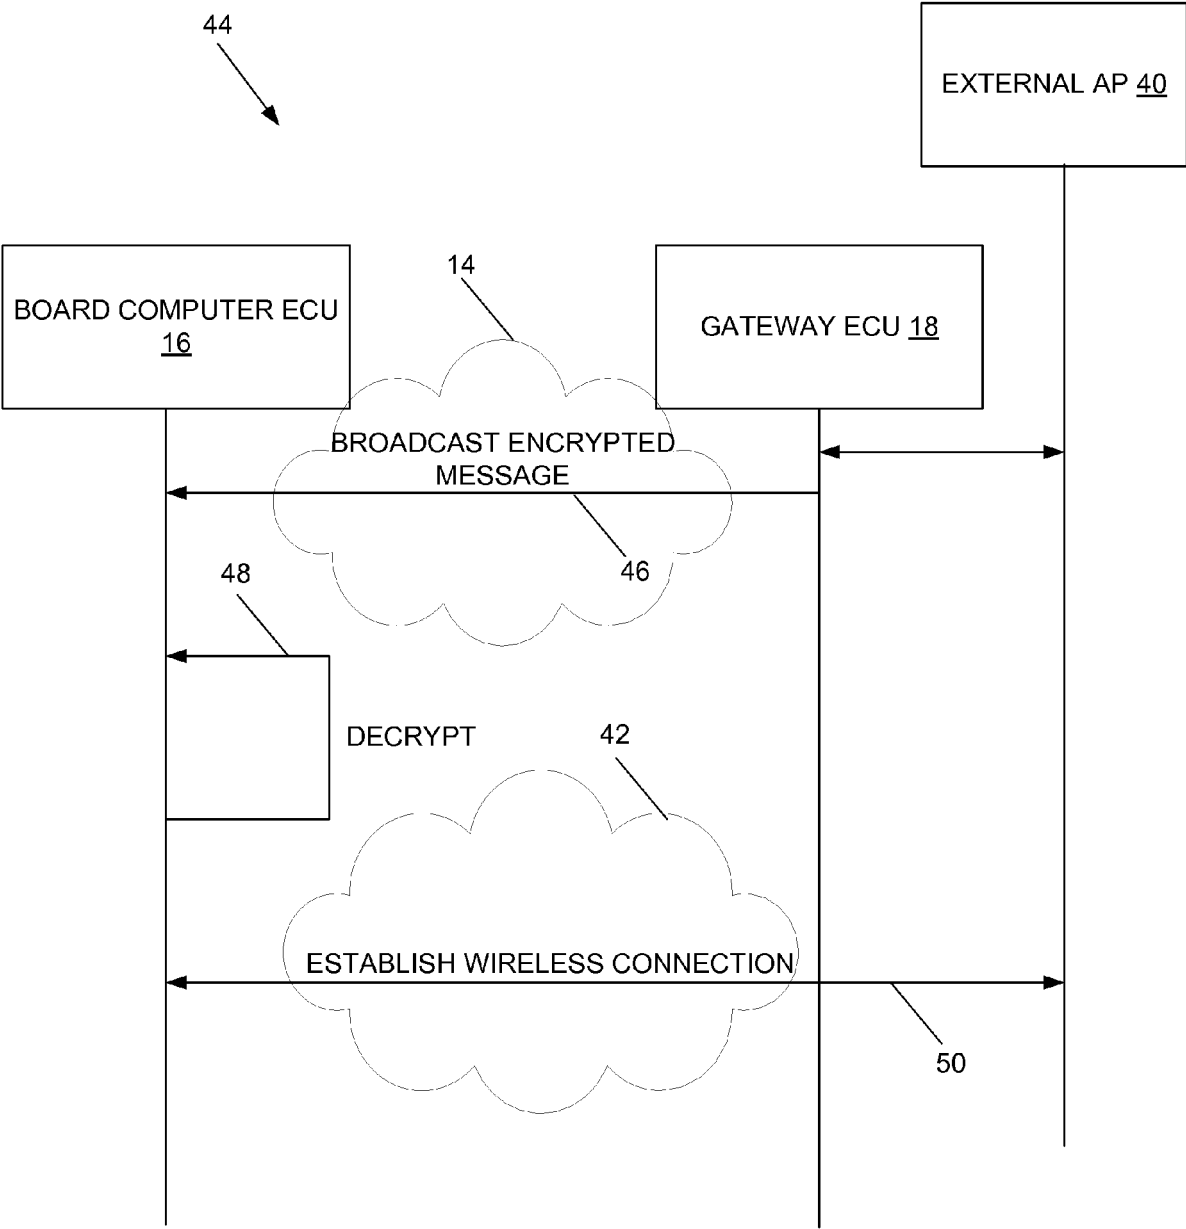 44
EXTERNAL AP 40
14
BOARD COMPUTER ECU
16
GATEWAY ECU 18
BROADCAST ENCRYPTED
MESSAGE
46
48
DECRYPT
42
ESTABLISH WIRELESS CONNECTION
50